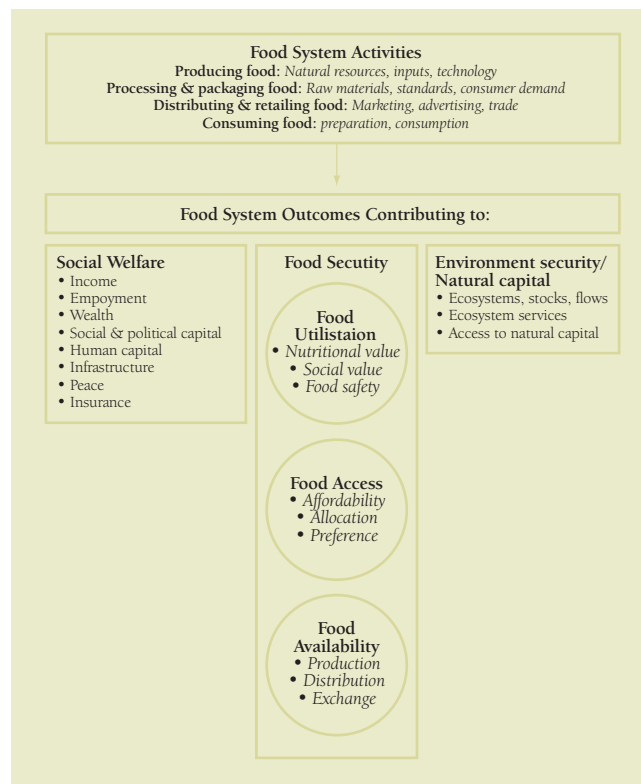 Food System Activities
Producing food: Natural resources, inputs, technology
Processing & packaging food: Raw materials, standards, consumer demand
Distributing & retailing food: Marketing, advertising, trade
Consuming food: preparation, consumption
Food System Outcomes Contributing to:
Social Welfare
• Income
• Empoyment
• Wealth
• Social & political capital
• Human capital
• Infrastructure
• Peace
• Insurance
Food Secutity
Food
Utilistaion
• Nutritional value
• Social value
• Food safety
Food Access
• Affordability
• Allocation
• Preference
Food
Availability
• Production
• Distribution
• Exchange
Environment security/
Natural capital
• Ecosystems, stocks, flows
• Ecosystem services
• Access to natural capital